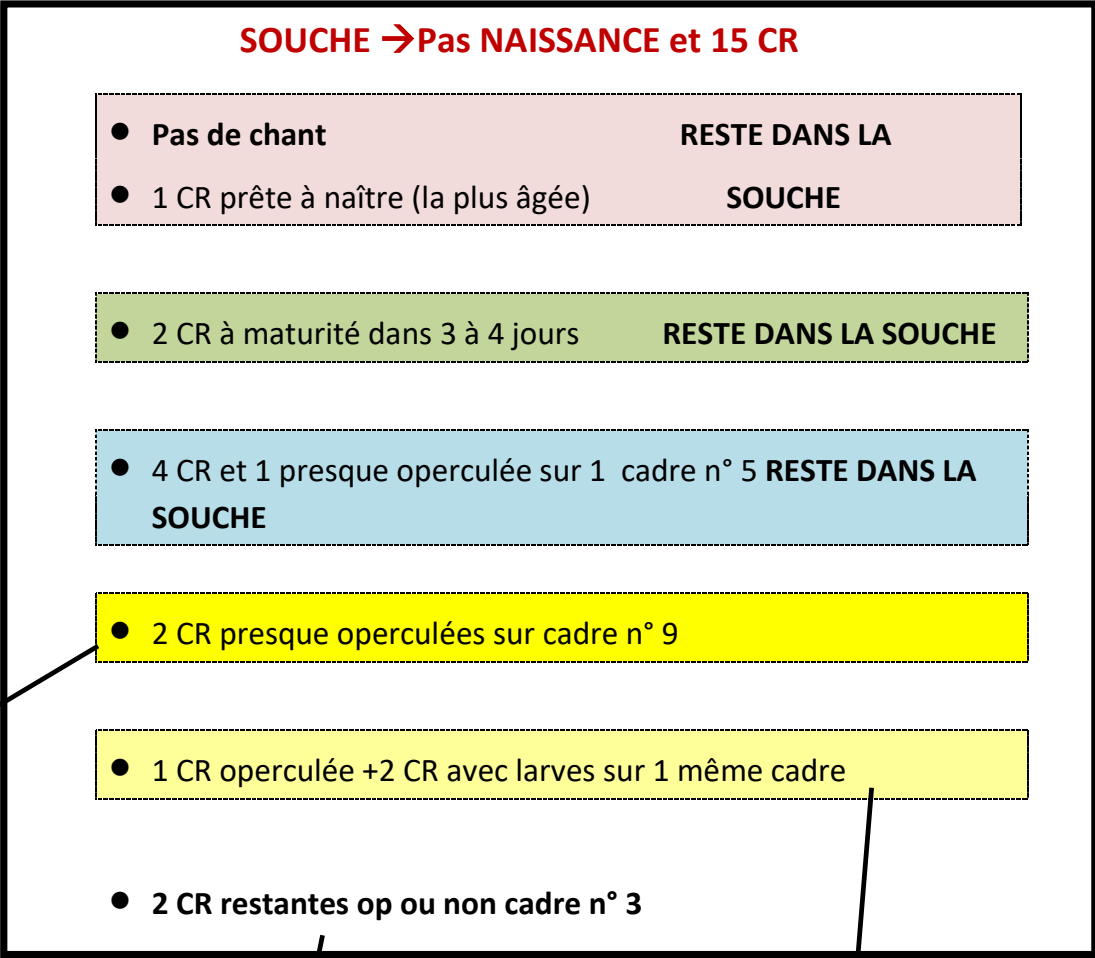 SOUCHE →Pas NAISSANCE et 15 CR
● Pas de chant RESTE DANS LA
● 1 CR prête à naître (la plus âgée) SOUCHE
● 2 CR à maturité dans 3 à 4 jours RESTE DANS LA SOUCHE
● 4 CR et 1 presque operculée sur 1 cadre n° 5 RESTE DANS LA
SOUCHE
● 2 CR presque operculées sur cadre n° 9
● 1 CR operculée +2 CR avec larves sur 1 même cadre
● 2 CR restantes op ou non cadre n° 3